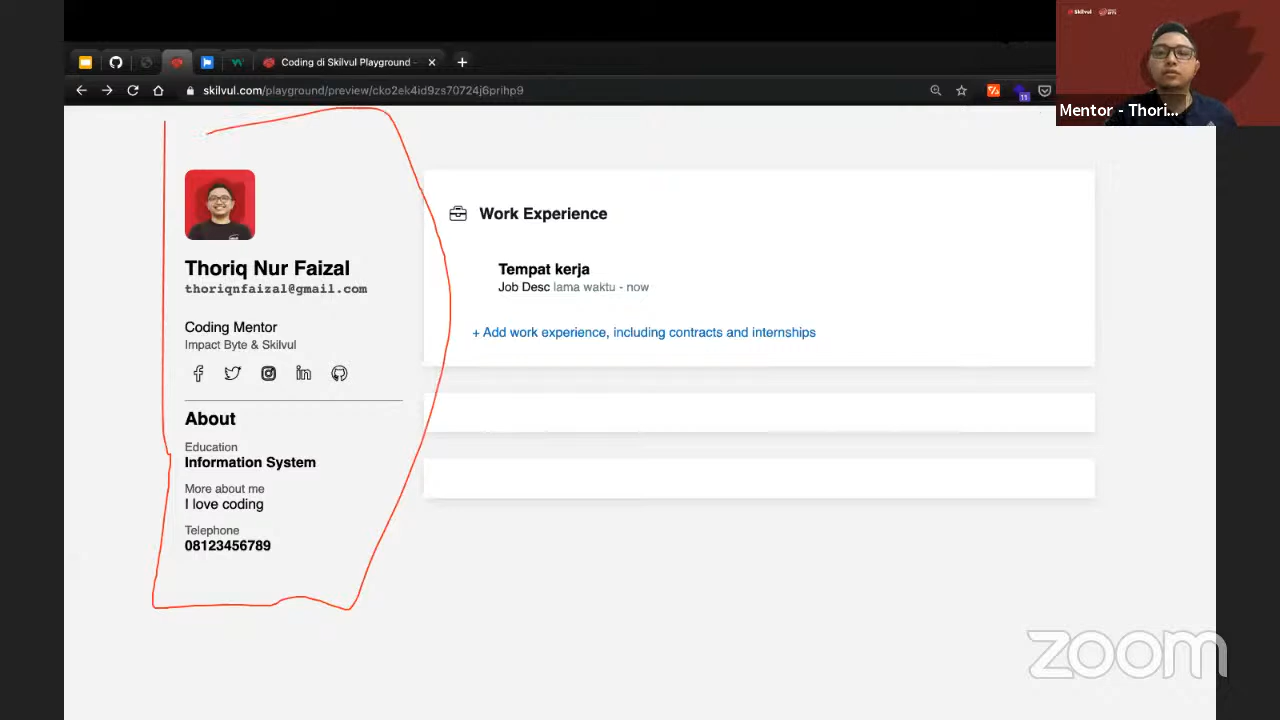 Coding di Skilvul Playground
skilvul.com/playground/preview/cko2ek4id9zs70724j6prihp9
11
Skilvul
Mentor - Thori...
Thoriq Nur Faizal
thoriqnfaizal@gmail.com
Coding Mentor
Impact Byte & Skilvul
About
Education
Information System
More about me
I love coding
Telephone
08123456789
Work Experience
Tempat kerja
Job Desc lama waktu - now
+ Add work experience, including contracts and internships
zoom